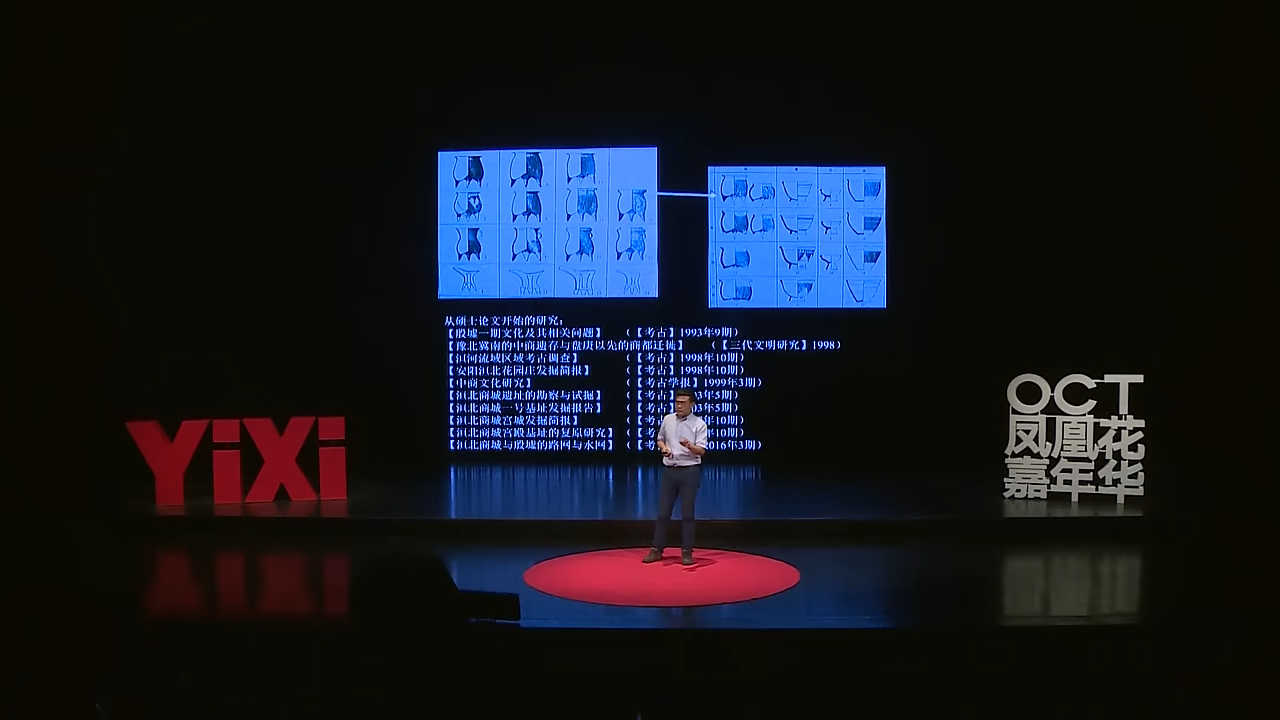 从硕士论文开始的研究:
【殷墟一期文化及其相关问题】 (【考古】1993年9期)
【豫北冀南的中商遗存与盘庚以先的商都迁徙】 (【三代文明研究】1998)
【洹河流域区域考古调查】 (【考古】1998年10期)
【安阳洹北花园庄发掘简报】 (【考古】1998年10期)
【中商文化研究】 (【考古学报】1999年3期)
【洹北商城遗址的勘察与试掘】 (【考古】 03年5期)
【洹北商城一号基址发掘报告】 (【考古】 03年5期)
【洹北商城宫城发掘简报】 (【考 年10期)
【洹北商城宫殿基址的复原研究】 (【考 年10期)
【洹北商城与殷墟的路网与水网】 (【考 2016年3期)
YiXi
OCT
凤凰花
嘉年华